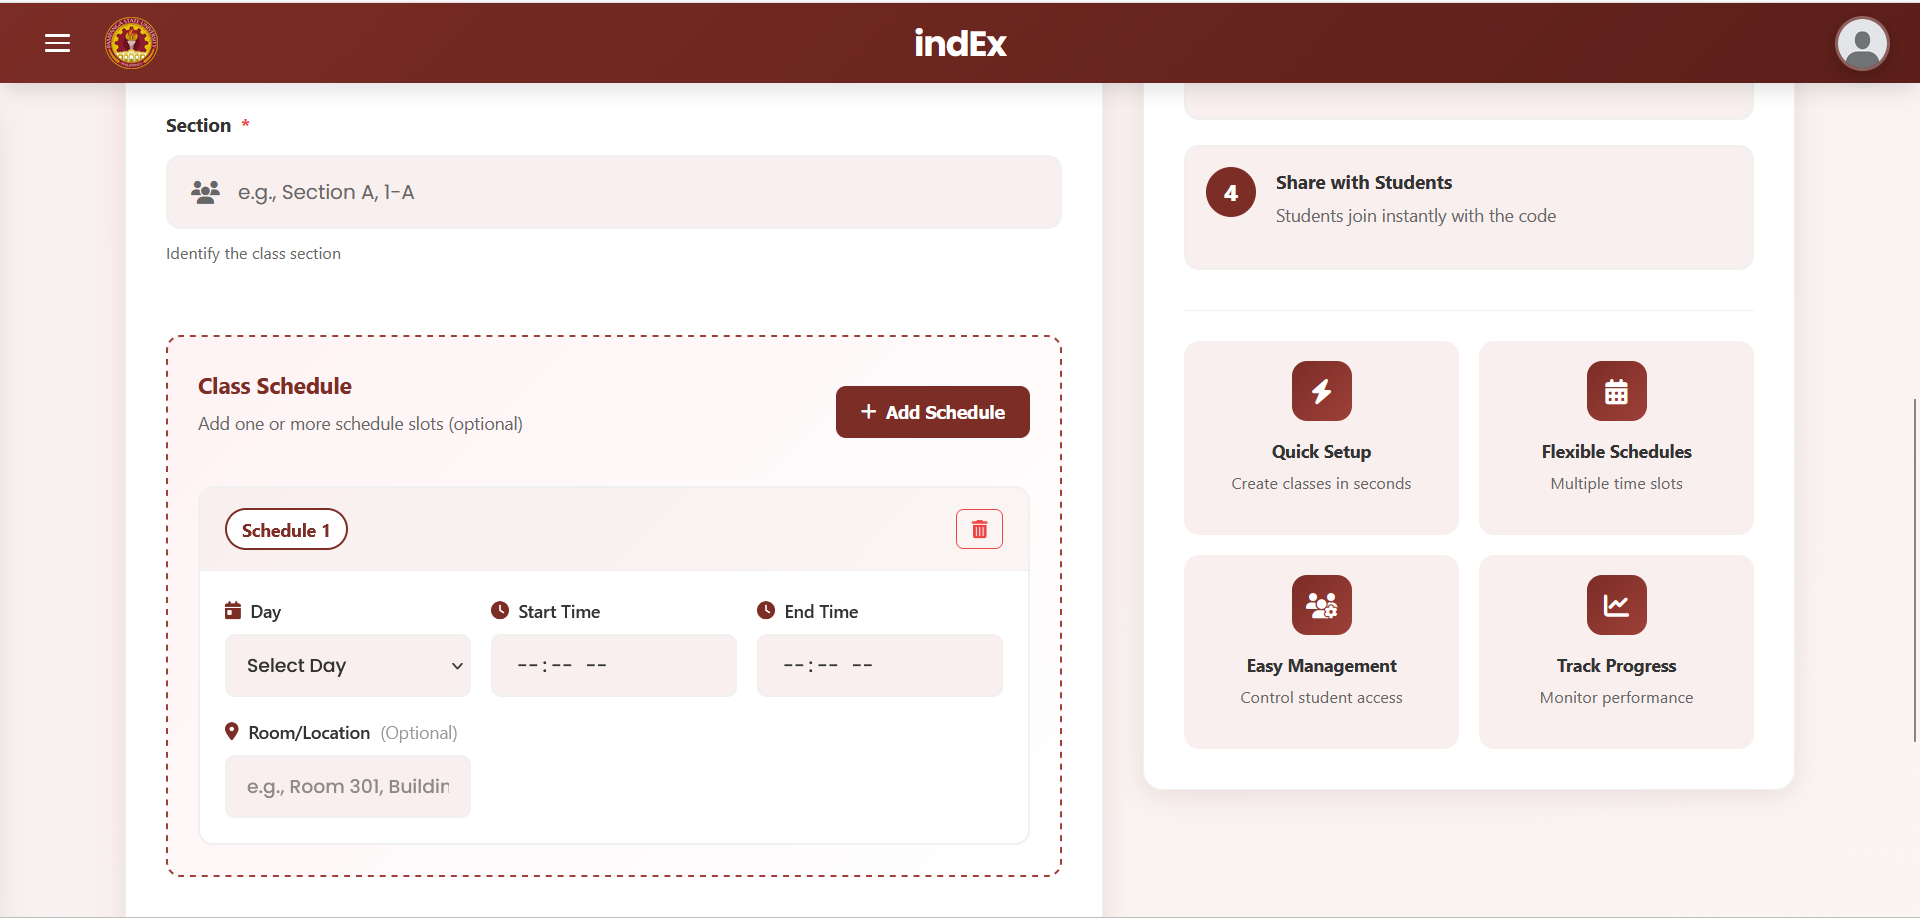 indEx
Section *
e.g., Section A, 1-A
Identify the class section
Class Schedule
Add one or more schedule slots (optional)
+ Add Schedule
Schedule 1
Day
Start Time
End Time
Select Day
--:-- --
--:-- --
Room/Location (Optional)
e.g., Room 301, Buildin
4
Share with Students
Students join instantly with the code
Quick Setup
Create classes in seconds
Flexible Schedules
Multiple time slots
Easy Management
Control student access
Track Progress
Monitor performance